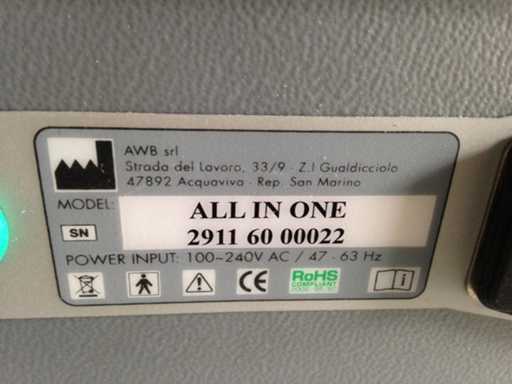 AWB srl
Strada del Lavoro, 33/9 - Z.I Gualdicciolo
47892 Acquaviva - Rep. San Marino
MODEL: ALL IN ONE
SN 2911 60 00022
POWER INPUT: 100~240V AC / 47 - 63 Hz
CE RoHS
COMPLIANT